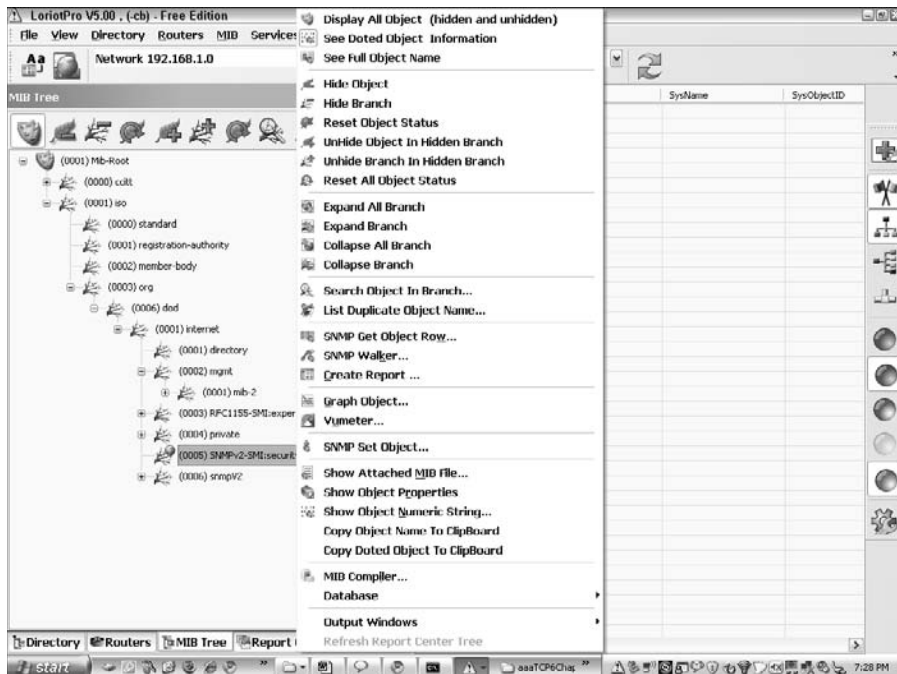 LoriotPro V5.00 , (-cb) - Free Edition
File View Directory Routers MIB Services
Network 192.168.1.0
MIB Tree
(0001) Mib-Root
(0000) ccitt
(0001) iso
(0000) standard
(0001) registration-authority
(0002) member-body
(0003) org
(0006) dod
(0001) internet
(0001) directory
(0002) mgmt
(0001) mib-2
(0003) RFC1155-SMI:exper
(0004) private
(0005) SNMPv2-SMI:securit
(0006) snmpV2
Directory Routers MIB Tree Report
Display All Object (hidden and unhidden)
See Doted Object Information
See Full Object Name
Hide Object
Hide Branch
Reset Object Status
UnHide Object In Hidden Branch
Unhide Branch In Hidden Branch
Reset All Object Status
Expand All Branch
Expand Branch
Collapse All Branch
Collapse Branch
Search Object In Branch...
List Duplicate Object Name...
SNMP Get Object Row...
SNMP Walker...
Create Report ...
Graph Object...
Vumeter...
SNMP Set Object...
Show Attached MIB File...
Show Object Properties
Show Object Numeric String...
Copy Object Name To ClipBoard
Copy Doted Object To ClipBoard
MIB Compiler...
Database
Output Windows
Refresh Report Center Tree
SysName SysObjectID
start aaaTCP6Chap 7:28 PM